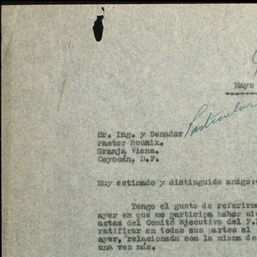 Mayo
Particular
Sr. Ing. y Senador
Pastor Rouaix.
Granja Viena.
Coyocán, D.F.
Muy estimado y distinguido amigo:
Tengo el gusto de referirme
ayer en que me participa haber si
actas del Comité Ejecutivo del P.
ratificar en todas sus partes el
ayer, relacionada con la misma de
una vez más.